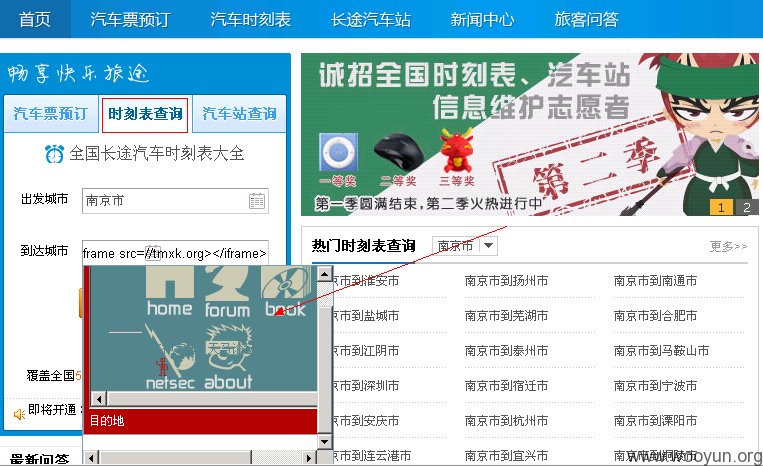 首页 汽车票预订 汽车时刻表 长途汽车站 新闻中心 旅客问答
畅享快乐旅途
汽车票预订 时刻表查询 汽车站查询
全国长途汽车时刻表大全
出发城市 南京市
到达城市 frame src=//tmxk.org></iframe>
home forum book
netsec about
目的地
覆盖全国5
即将开通:
最新问答
诚招全国时刻表、汽车站
信息维护志愿者
一等奖 二等奖 三等奖
第二季
第一季圆满结束，第二季火热进行中
1 2
热门时刻表查询 南京市 更多>>
京市到淮安市 南京市到扬州市 南京市到南通市
京市到盐城市 南京市到芜湖市 南京市到合肥市
京市到江阴市 南京市到泰州市 南京市到马鞍山市
京市到深圳市 南京市到宿迁市 南京市到宁波市
京市到安庆市 南京市到杭州市 南京市到溧阳市
京市到连云港市 南京市到宜兴市 南京市到铜陵市
www.wooyun.org